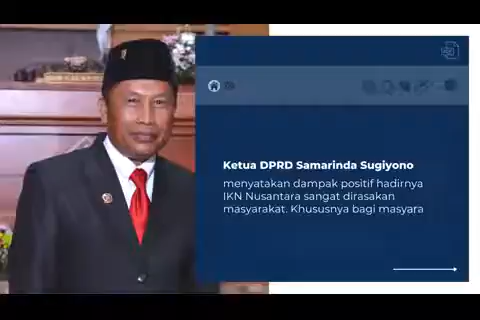 Ketua DPRD Samarinda Sugiyono
menyatakan dampak positif hadirnya
IKN Nusantara sangat dirasakan
masyarakat. Khususnya bagi masyara